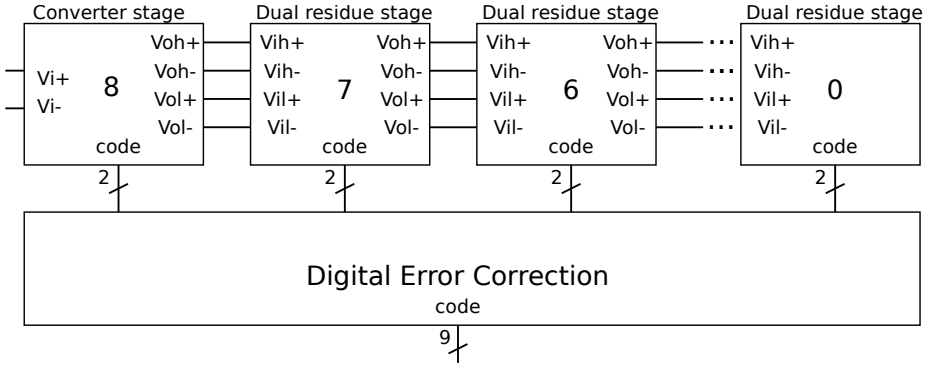 Converter stage Dual residue stage Dual residue stage Dual residue stage
Voh+ Vih+ Voh+ Vih+ Voh+ ... Vih+
Vi+ 8 Voh- Vih- 7 Voh- Vih- 6 Voh- ... Vih- 0
Vi- Vol+ Vil+ Vol+ Vil+ Vol+ ... Vil+
Vol- Vil- Vol- Vil- Vol- ... Vil-
code code code code
2 2 2 2
Digital Error Correction
code
9